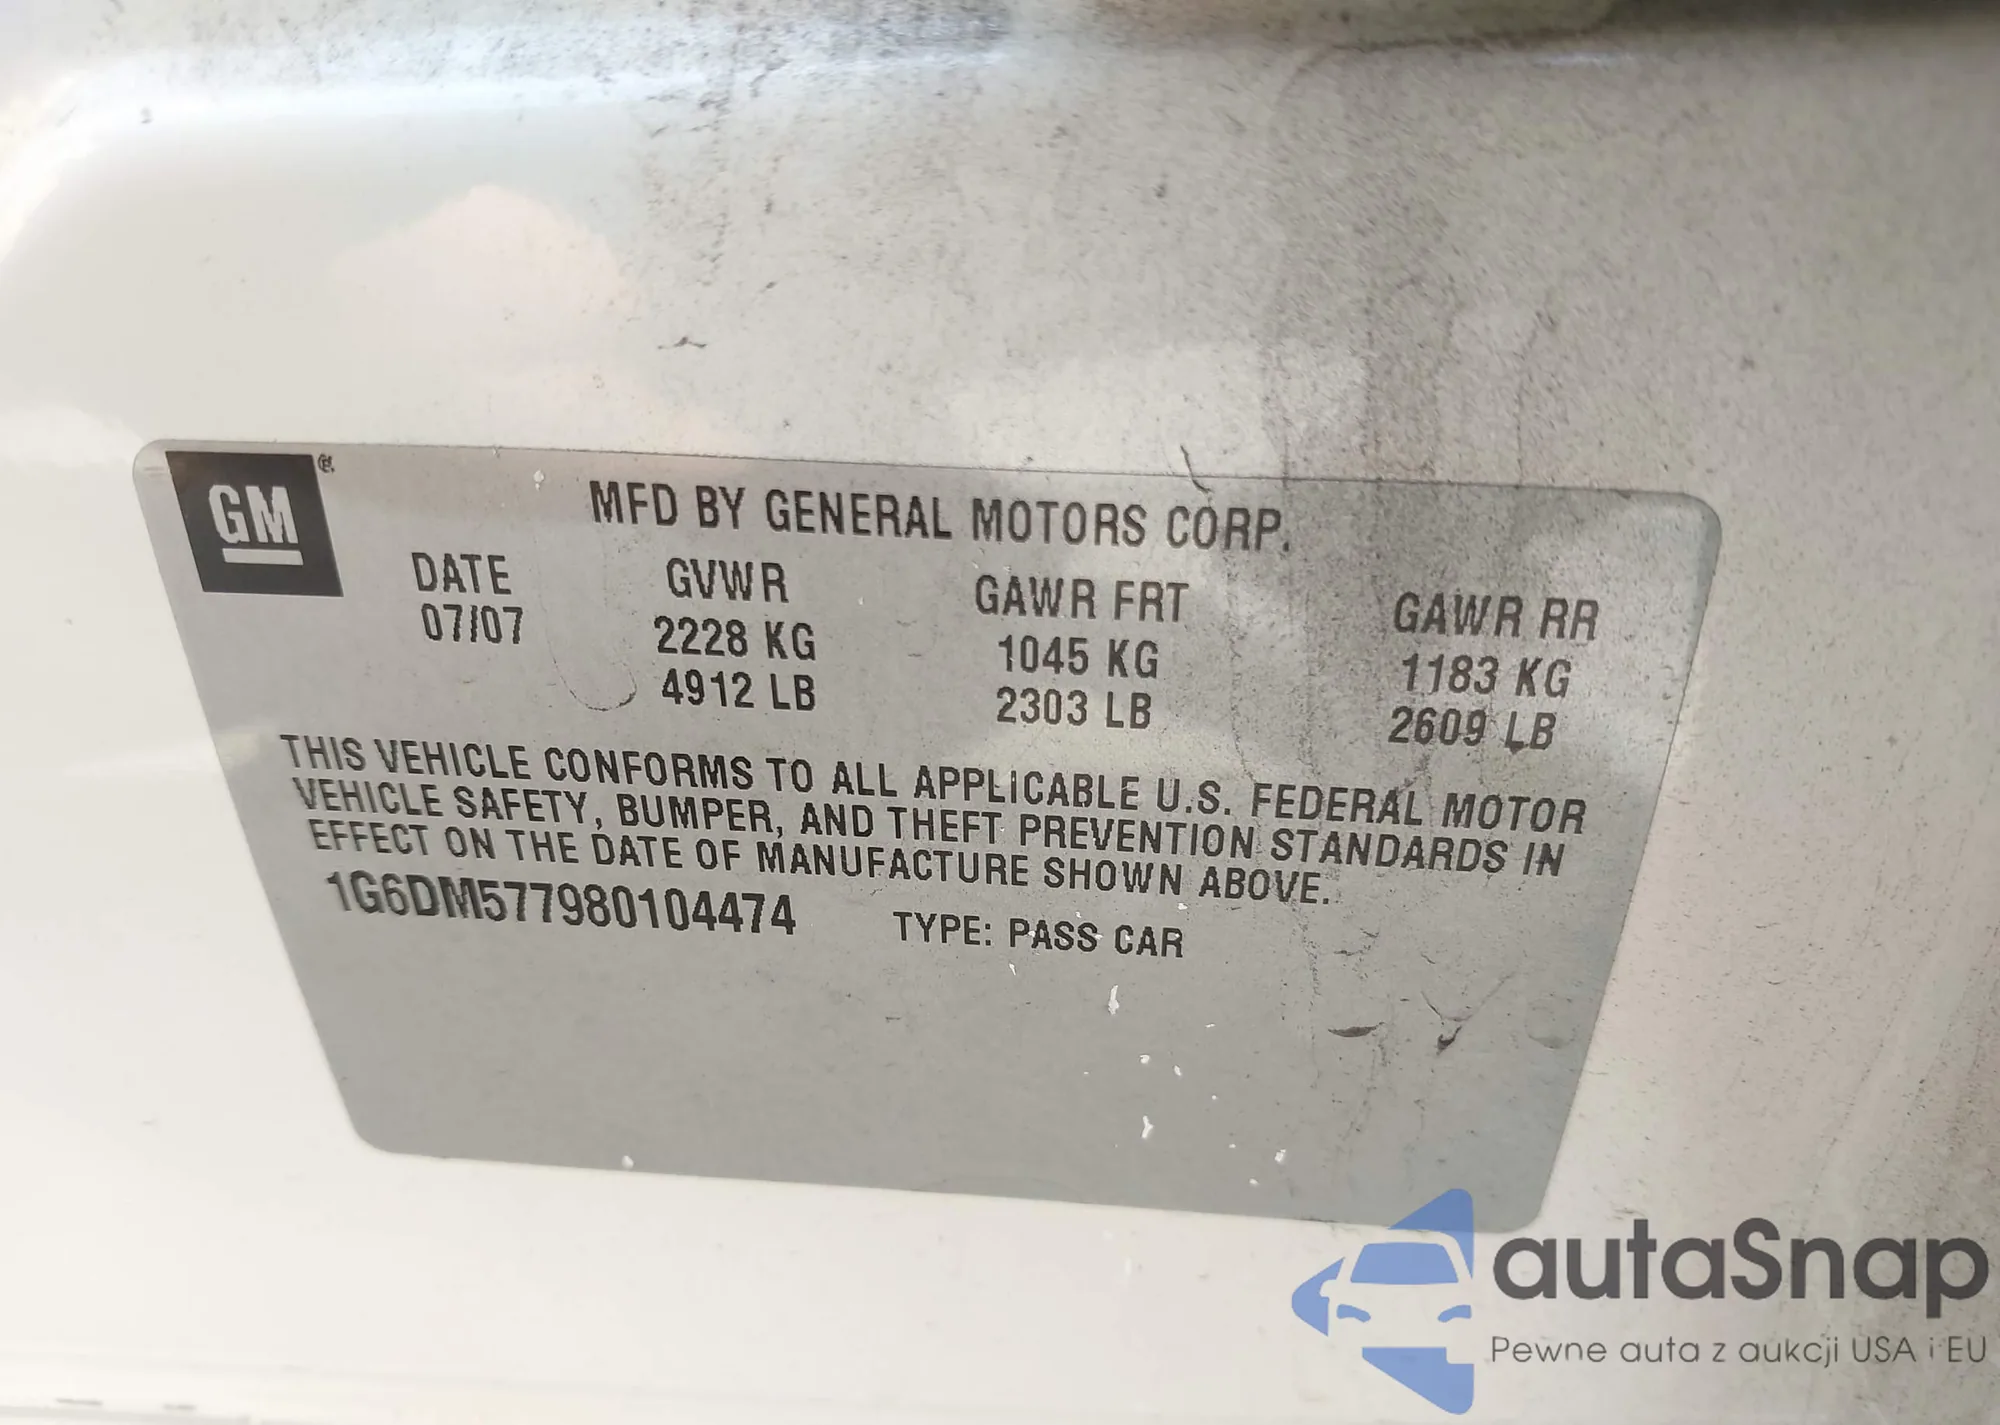 GM®
MFD BY GENERAL MOTORS CORP.
DATE GVWR GAWR FRT GAWR RR
07/07 2228 KG 1045 KG 1183 KG
4912 LB 2303 LB 2609 LB
THIS VEHICLE CONFORMS TO ALL APPLICABLE U.S. FEDERAL MOTOR
VEHICLE SAFETY, BUMPER, AND THEFT PREVENTION STANDARDS IN
EFFECT ON THE DATE OF MANUFACTURE SHOWN ABOVE.
1G6DM577980104474 TYPE: PASS CAR
autaSnap
Pewne auta z aukcji USA i EU